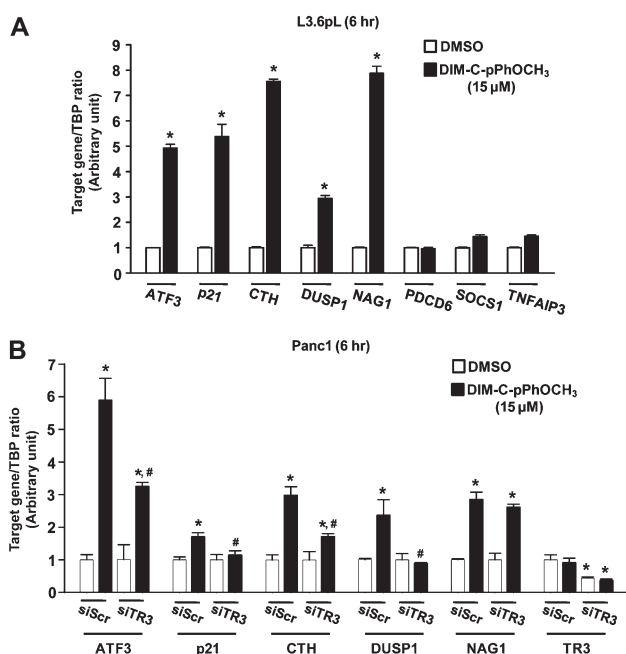 A
L3.6pL (6 hr)
DMSO
DIM-C-pPhOCH₃
(15 μM)
Target gene/TBP ratio
(Arbitrary unit)
9
8
7
6
5
4
3
2
1
0
*
*
*
*
*
ATF3
p21
CTH
DUSP1
NAG1
PDCD6
SOCS1
TNFAIP3
B
Panc1 (6 hr)
DMSO
DIM-C-pPhOCH₃
(15 μM)
Target gene/TBP ratio
(Arbitrary unit)
7
6
5
4
3
2
1
0
*
*, #
*
#
*
*, #
*
#
*
*
*
*
siScr siTR3 siScr siTR3 siScr siTR3 siScr siTR3 siScr siTR3 siScr siTR3
ATF3 p21 CTH DUSP1 NAG1 TR3